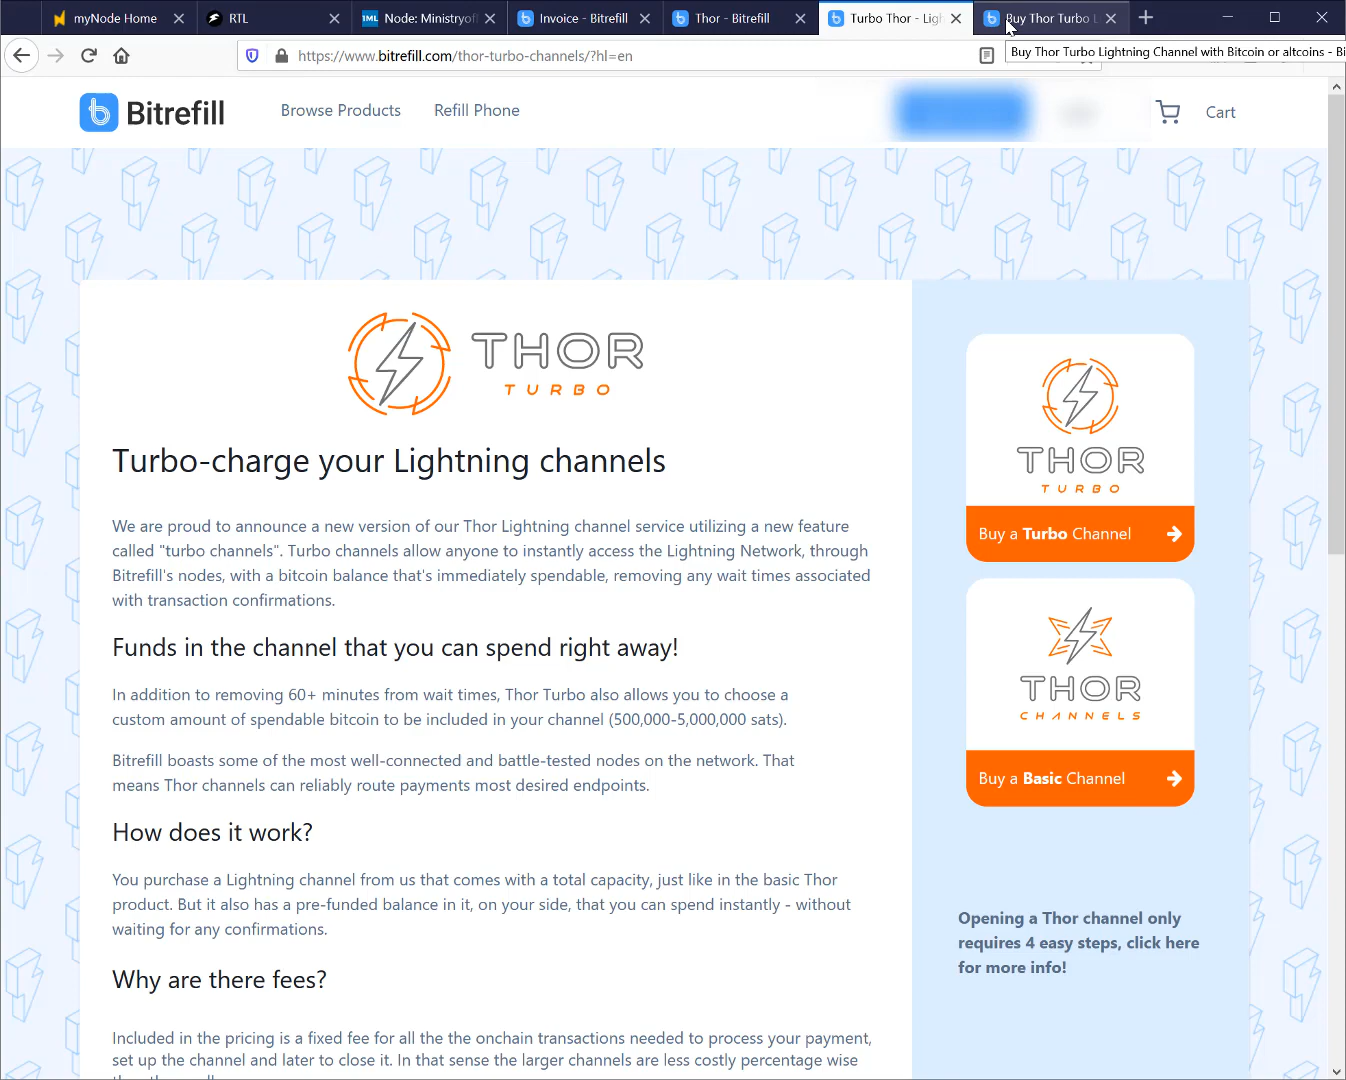 myNode Home
RTL
Node: Ministryof
Invoice - Bitrefill
Thor - Bitrefill
Turbo Thor - Ligh
Buy Thor Turbo L
https://www.bitrefill.com/thor-turbo-channels/?hl=en
Buy Thor Turbo Lightning Channel with Bitcoin or altcoins - Bi
Bitrefill
Browse Products
Refill Phone
Cart
THOR
TURBO
Turbo-charge your Lightning channels
We are proud to announce a new version of our Thor Lightning channel service utilizing a new feature
called "turbo channels". Turbo channels allow anyone to instantly access the Lightning Network, through
Bitrefill's nodes, with a bitcoin balance that's immediately spendable, removing any wait times associated
with transaction confirmations.
Funds in the channel that you can spend right away!
In addition to removing 60+ minutes from wait times, Thor Turbo also allows you to choose a
custom amount of spendable bitcoin to be included in your channel (500,000-5,000,000 sats).
Bitrefill boasts some of the most well-connected and battle-tested nodes on the network. That
means Thor channels can reliably route payments most desired endpoints.
How does it work?
You purchase a Lightning channel from us that comes with a total capacity, just like in the basic Thor
product. But it also has a pre-funded balance in it, on your side, that you can spend instantly - without
waiting for any confirmations.
Why are there fees?
Included in the pricing is a fixed fee for all the the onchain transactions needed to process your payment,
set up the channel and later to close it. In that sense the larger channels are less costly percentage wise
THOR
TURBO
Buy a Turbo Channel
THOR
CHANNELS
Buy a Basic Channel
Opening a Thor channel only
requires 4 easy steps, click here
for more info!